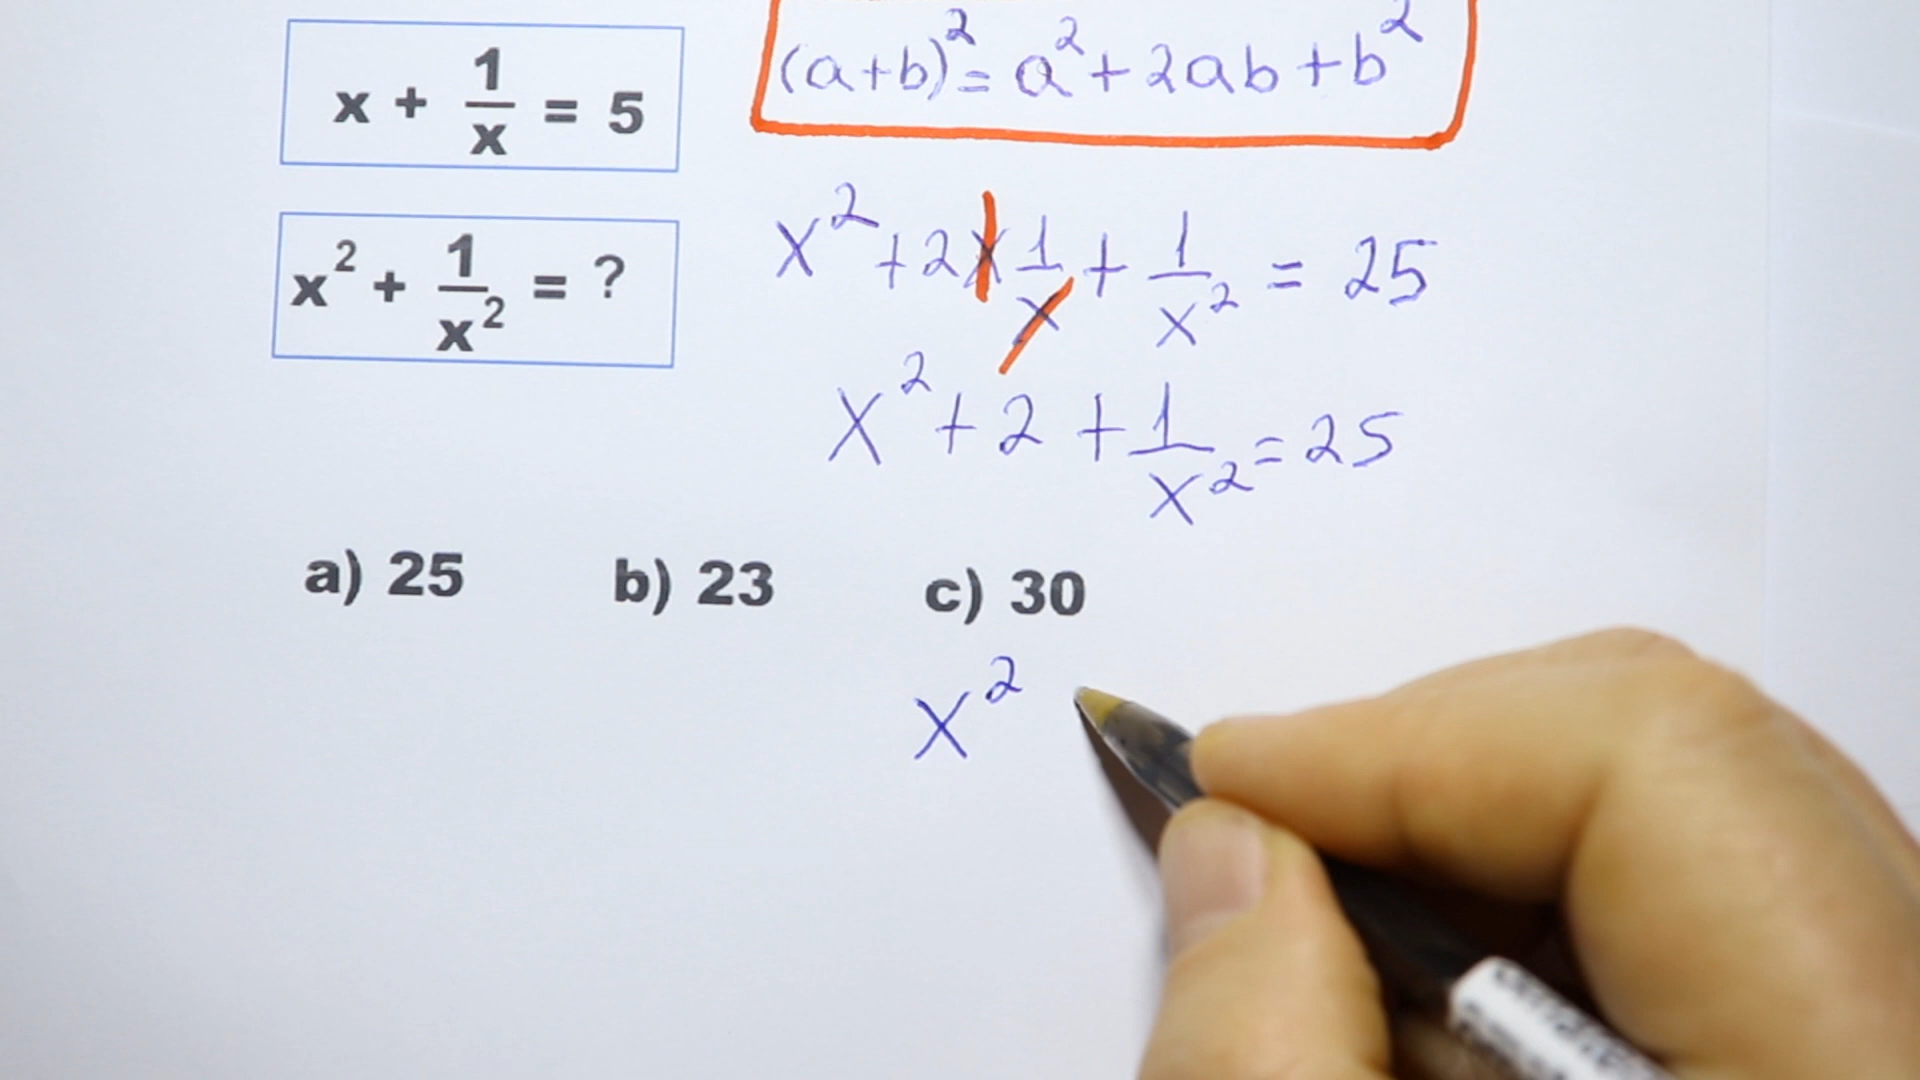 x + 1/x = 5
(a+b)² = a² + 2ab + b²
x² + 1/x² = ?
x² + 2x 1/x + 1/x² = 25
x² + 2 + 1/x² = 25
a) 25 b) 23 c) 30
x²